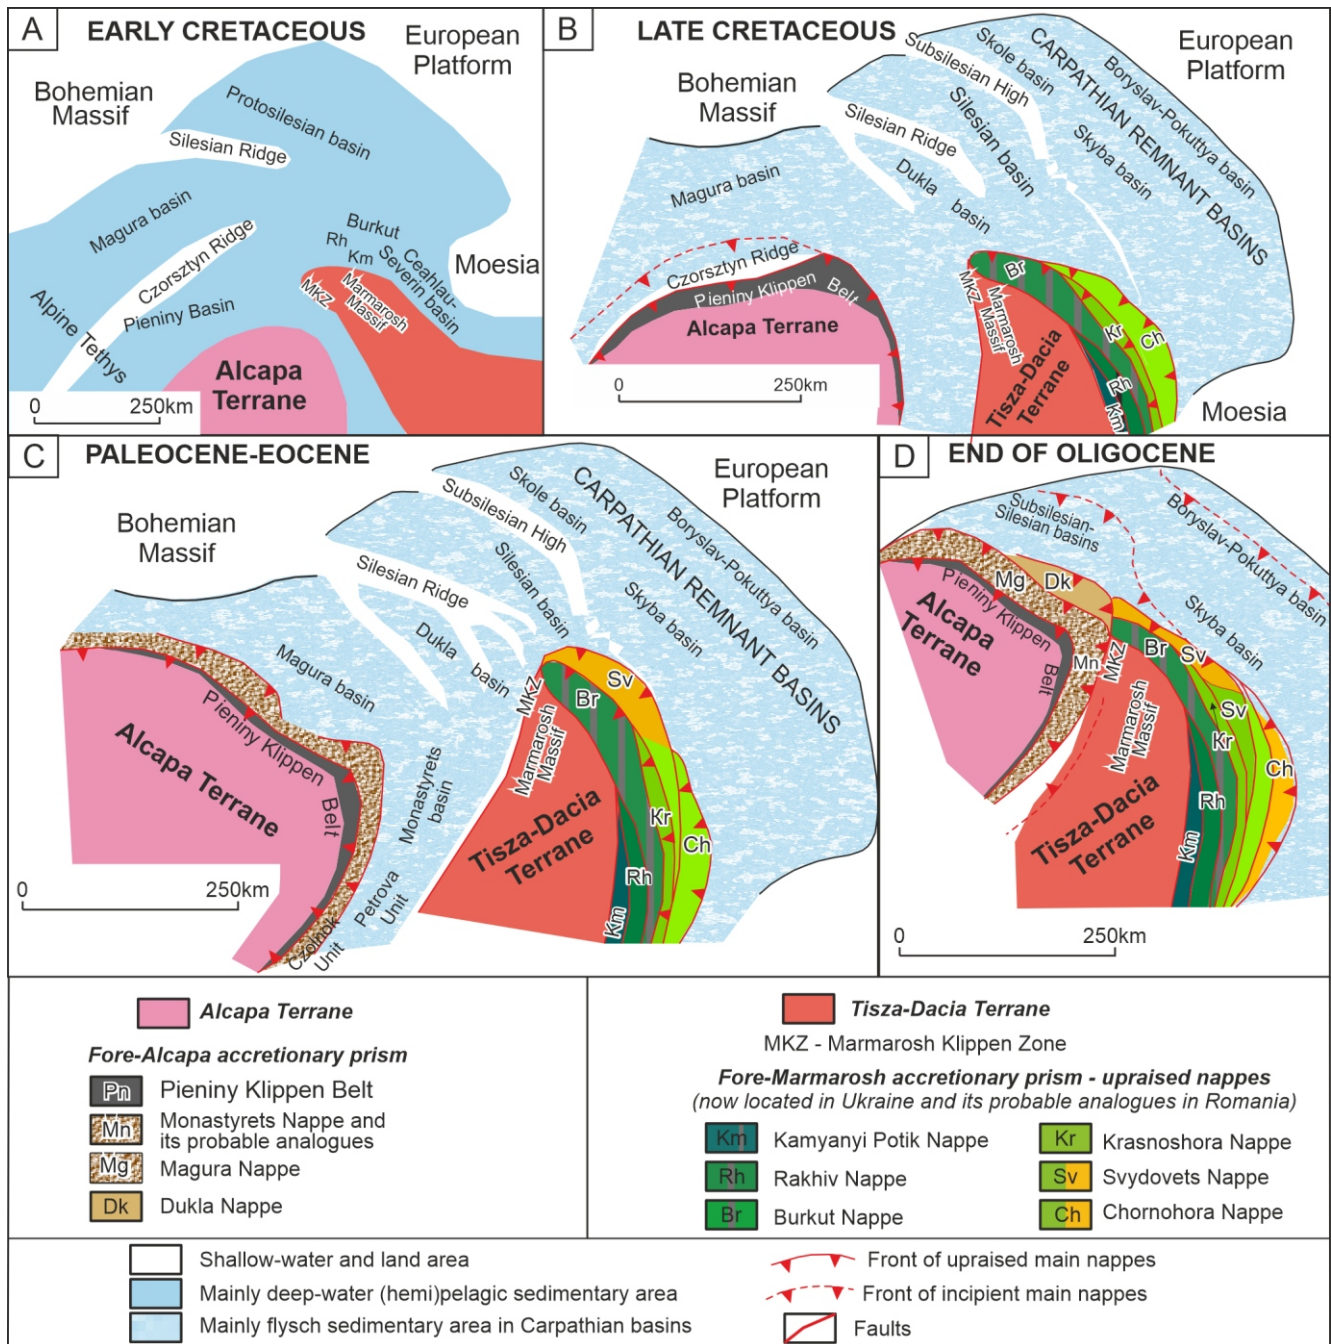 A
EARLY CRETACEOUS
European
Platform
Bohemian
Massif
Protosilesian basin
Silesian Ridge
Magura basin
Czorsztyn Ridge
Burkut
Rh
Km
Ceahlau-
Severin basin
Moesia
MKZ
Marmarosh
Massif
Pieniny Basin
Alpine
Tethys
Alcapa
Terrane
0
250km
B
LATE CRETACEOUS
European
Platform
Bohemian
Massif
Subsilesian High
Skole basin
CARPATHIAN REMNANT BASINS
Boryslav-Pokuttya basin
Silesian Ridge
Silesian basin
Skyba basin
Dukla
basin
Magura basin
Czorsztyn Ridge
Pieniny Klippen
Belt
Alcapa Terrane
MKZ
Marmarosh
Massif
Br
Kr
Ch
Rh
Km
Tisza-Dacia
Terrane
Moesia
0
250km
C
PALEOCENE-EOCENE
European
Platform
Bohemian
Massif
Skole basin
Subsilesian High
CARPATHIAN REMNANT BASINS
Boryslav-Pokuttya basin
Silesian Ridge
Silesian basin
Skyba basin
Dukla
basin
Magura basin
MKZ
Marmarosh
Massif
Sv
Br
Pieniny Klippen
Belt
Alcapa Terrane
Monastyrets
basin
Petrova
Unit
Czolnok
Unit
Tisza-Dacia
Terrane
Kr
Ch
Rh
Km
0
250km
D
END OF OLIGOCENE
Subsilesian-
Silesian basins
Boryslav-Pokuttya basin
Skyba basin
Mg
Dk
Pieniny Klippen
Belt
Alcapa
Terrane
Mn
MKZ
Marmarosh
Massif
Br
Sv
Sv
Kr
Ch
Rh
Km
Tisza-Dacia
Terrane
0
250km
Alcapa Terrane
Fore-Alcapa accretionary prism
Pn
Pieniny Klippen Belt
Mn
Monastyrets Nappe and
its probable analogues
Mg
Magura Nappe
Dk
Dukla Nappe
Tisza-Dacia Terrane
MKZ - Marmarosh Klippen Zone
Fore-Marmarosh accretionary prism - upraised nappes
(now located in Ukraine and its probable analogues in Romania)
Km
Kamyanyi Potik Nappe
Rh
Rakhiv Nappe
Br
Burkut Nappe
Kr
Krasnoshora Nappe
Sv
Svydovets Nappe
Ch
Chornohora Nappe
Shallow-water and land area
Mainly deep-water (hemi)pelagic sedimentary area
Mainly flysch sedimentary area in Carpathian basins
Front of upraised main nappes
Front of incipient main nappes
Faults